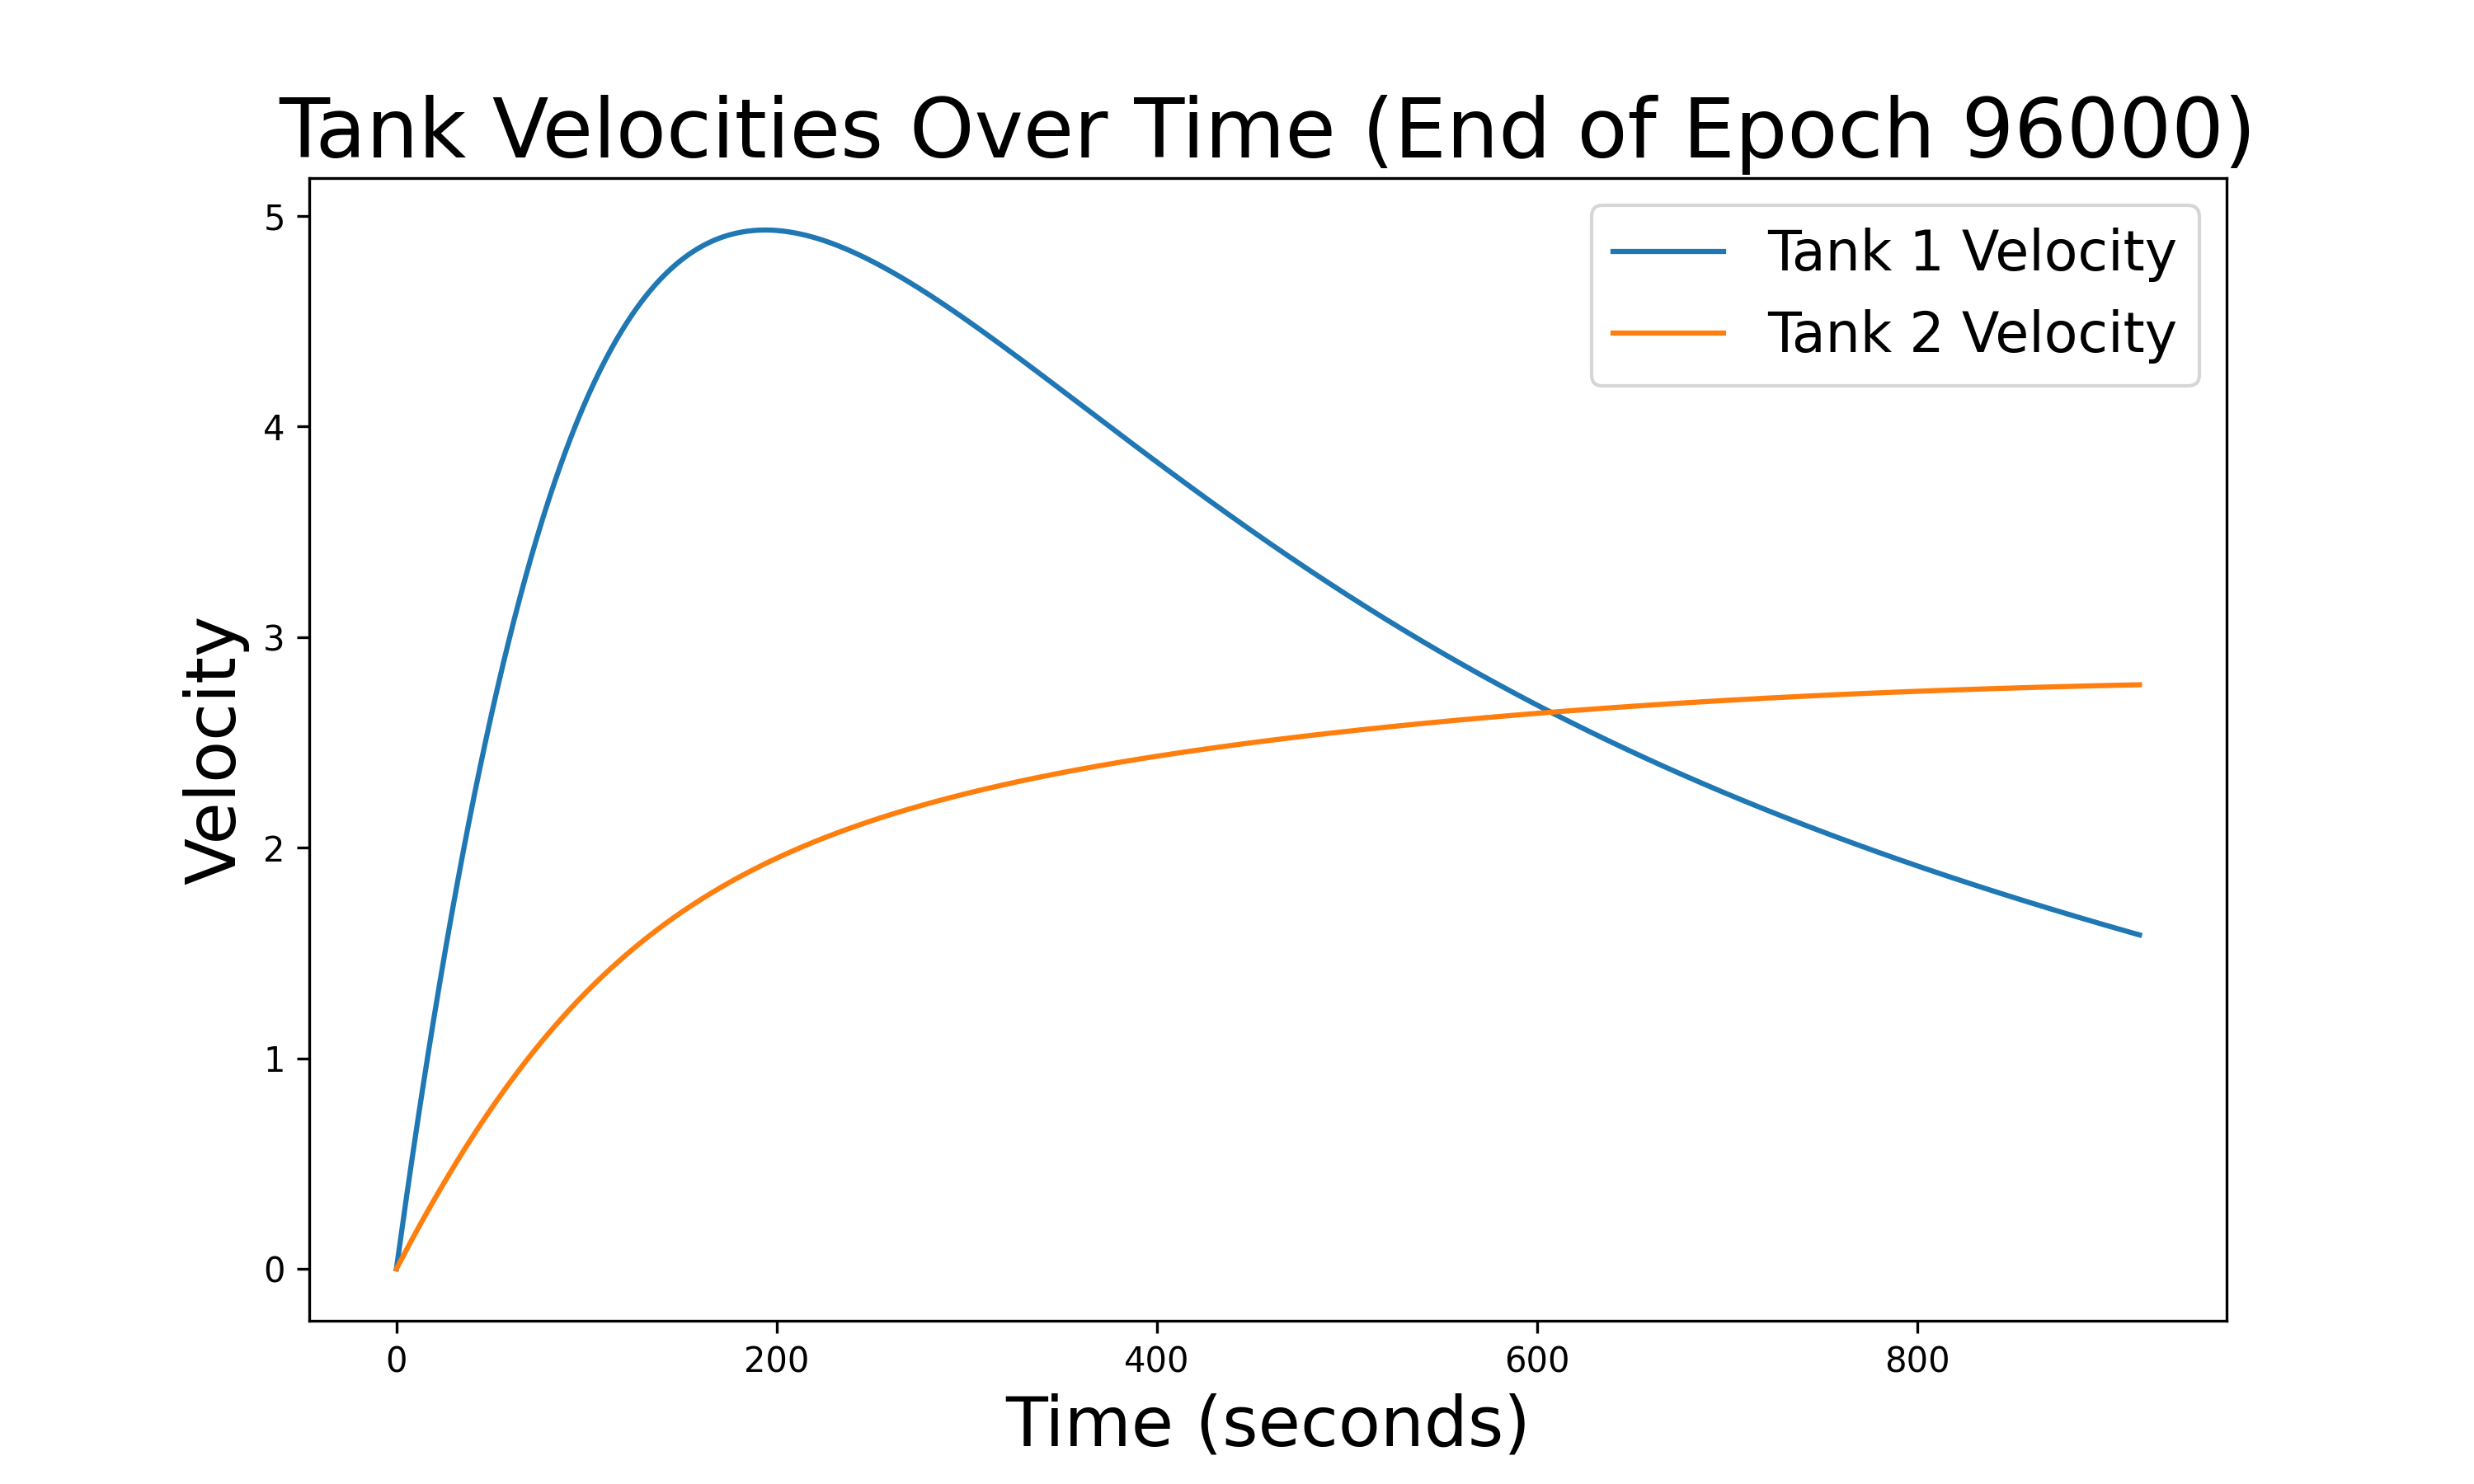 Tank Velocities Over Time (End of Epoch 96000)
Tank 1 Velocity
Tank 2 Velocity
Velocity
5
4
3
2
1
0
0 200 400 600 800
Time (seconds)